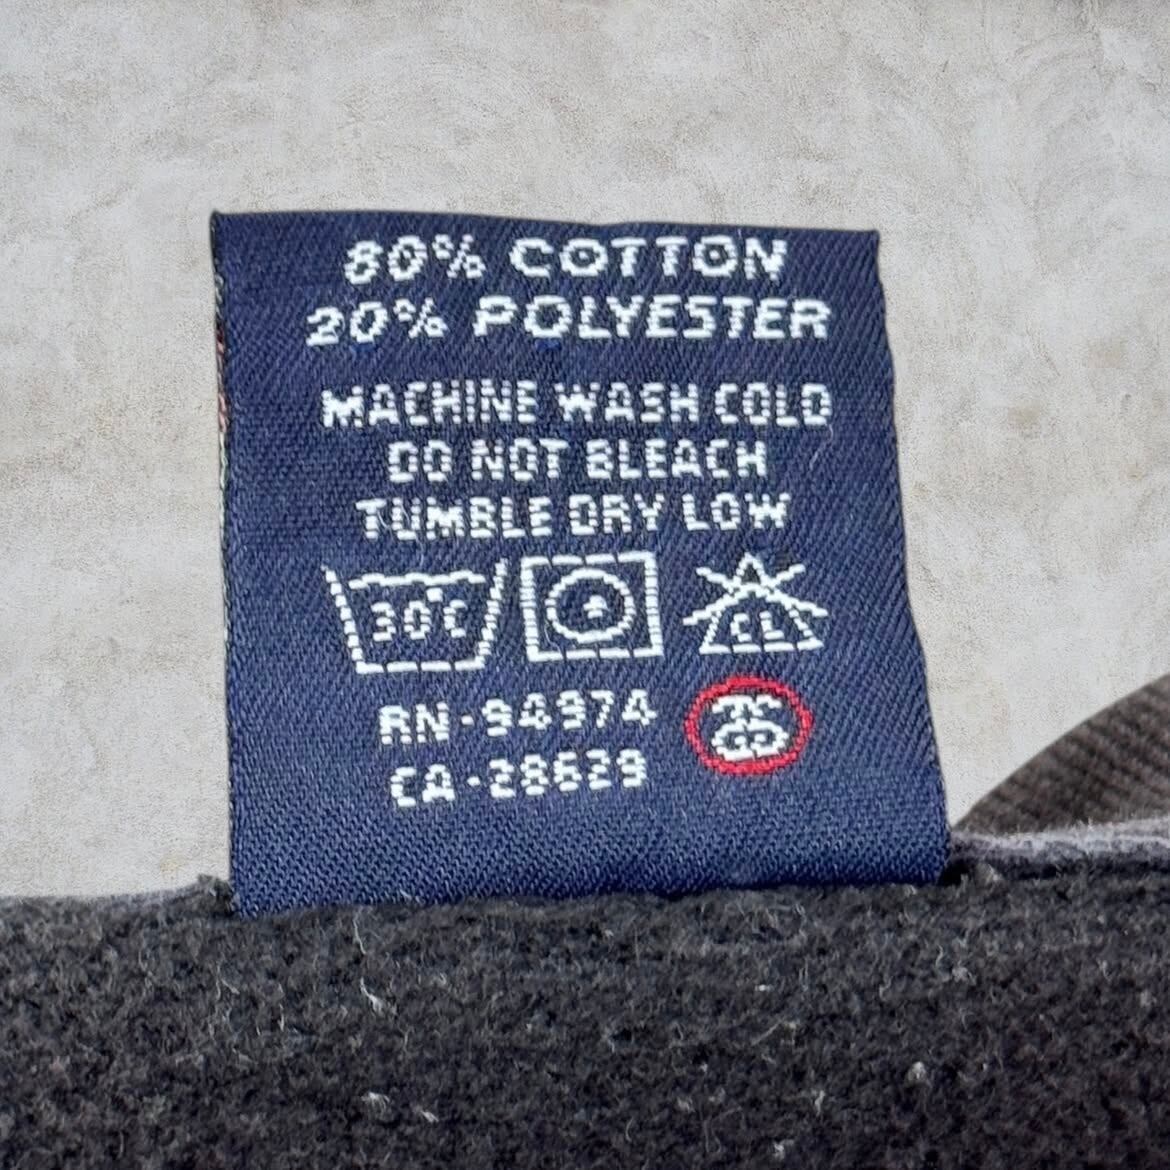 80% COTTON
20% POLYESTER
MACHINE WASH COLD
DO NOT BLEACH
TUMBLE DRY LOW
30°C
CL
RN-94974
CA-28629